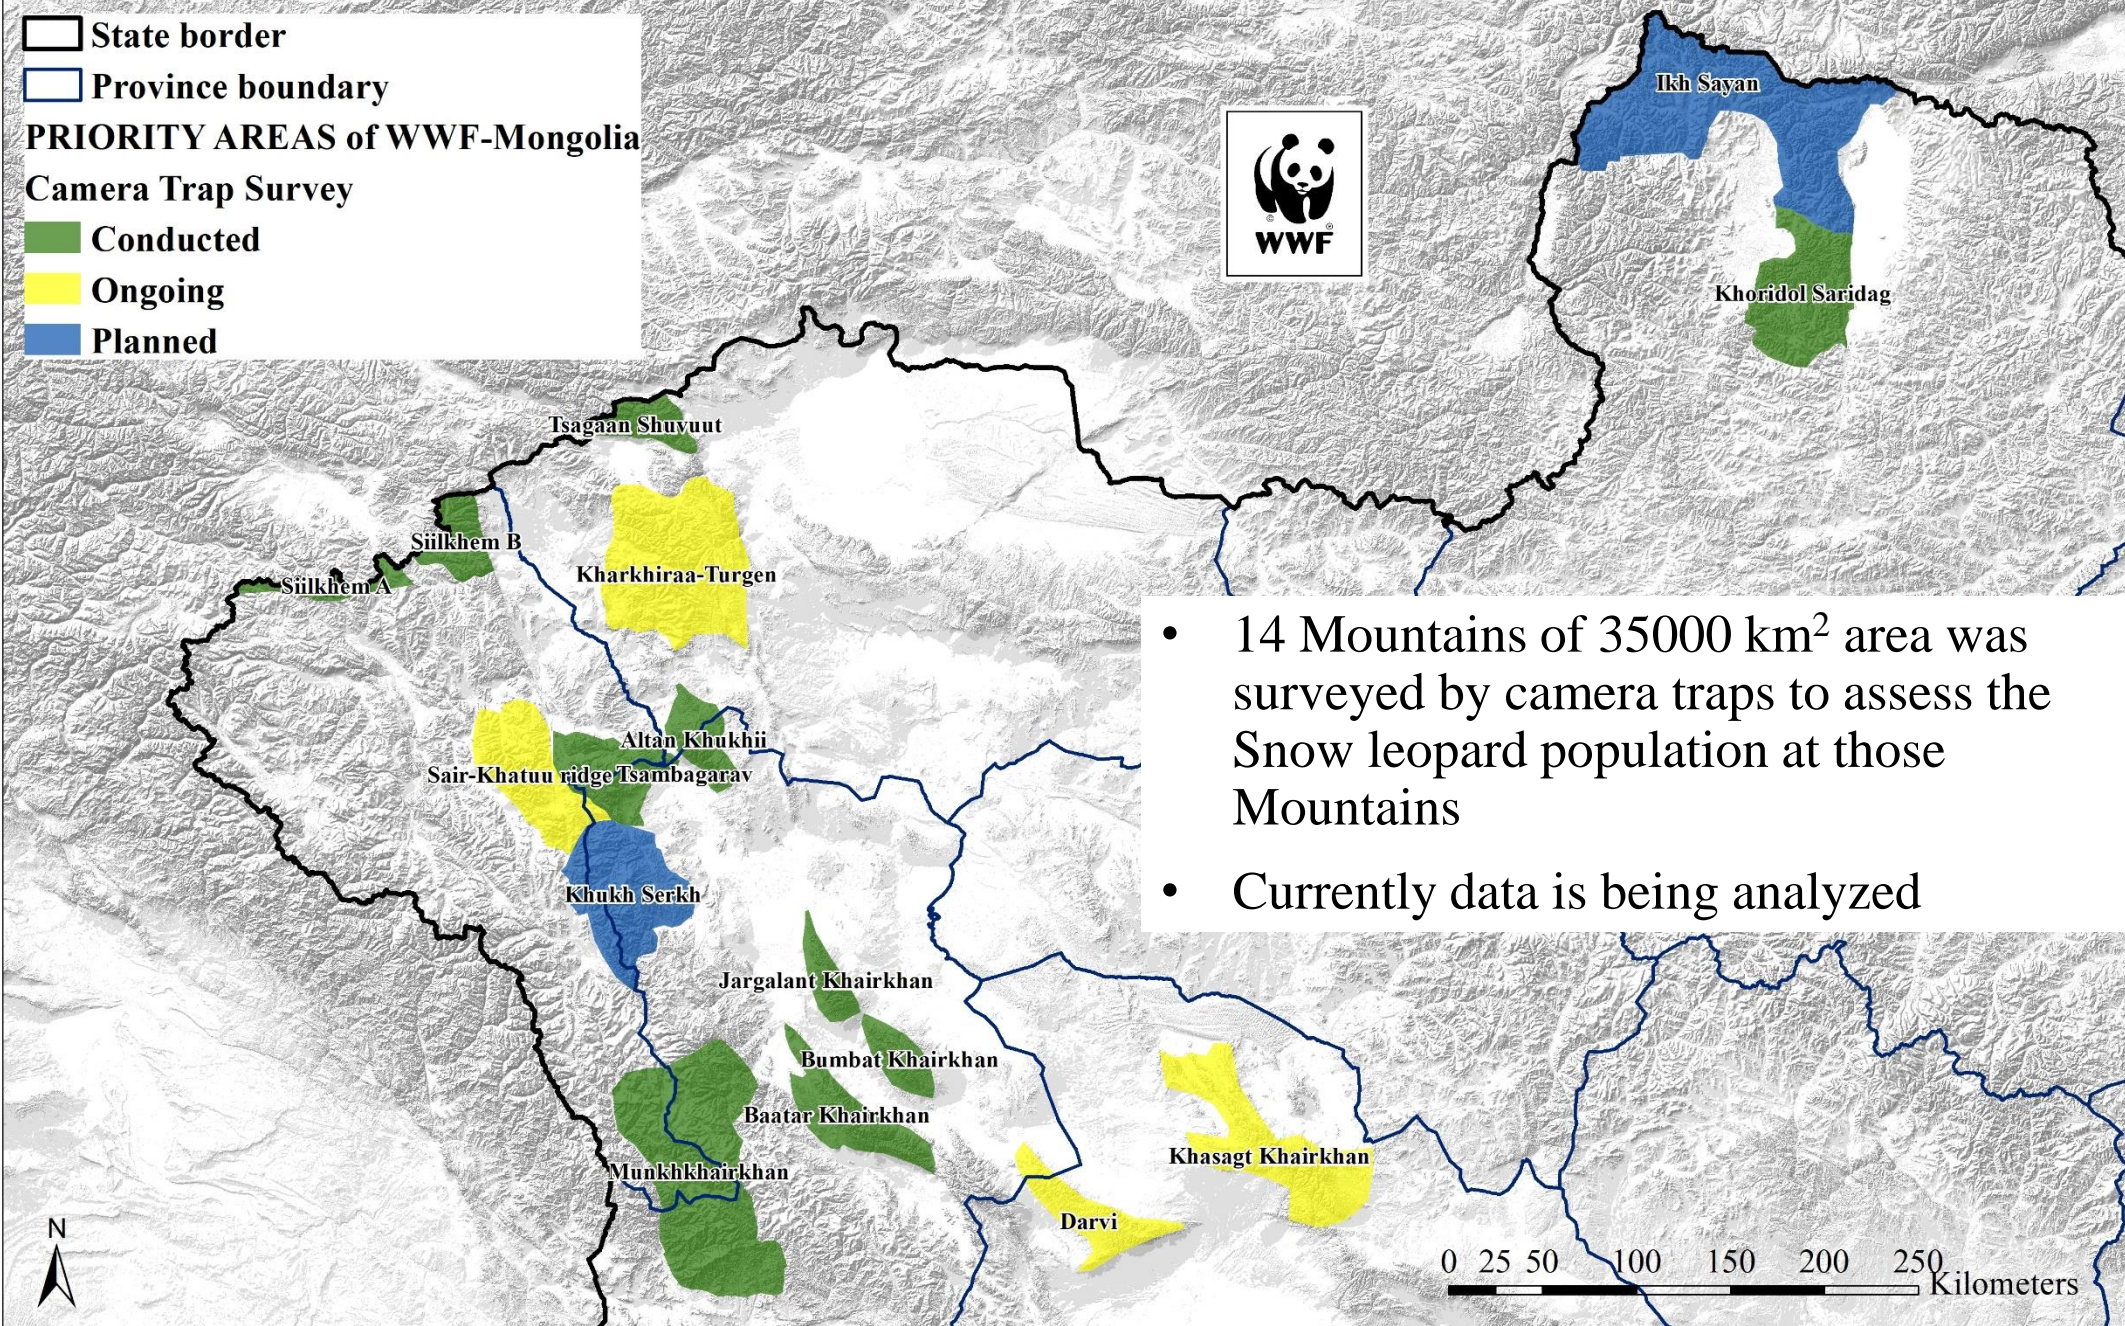 State border
Province boundary
PRIORITY AREAS of WWF-Mongolia
Camera Trap Survey
Conducted
Ongoing
Planned
©
®
WWF
Ikh Sayan
Khoridol Saridag
Tsagaan Shuvuut
Siilkhem B
Siilkhem A
Kharkhiraa-Turgen
Altan Khukhii
Sair-Khatuu ridge
Tsambagarav
Khukh Serkh
Jargalant Khairkhan
Bumbat Khairkhan
Baatar Khairkhan
Munkhkhairkhan
Khasagt Khairkhan
Darvi
• 14 Mountains of 35000 km² area was
surveyed by camera traps to assess the
Snow leopard population at those
Mountains
• Currently data is being analyzed
N
0 25 50 100 150 200 250
Kilometers